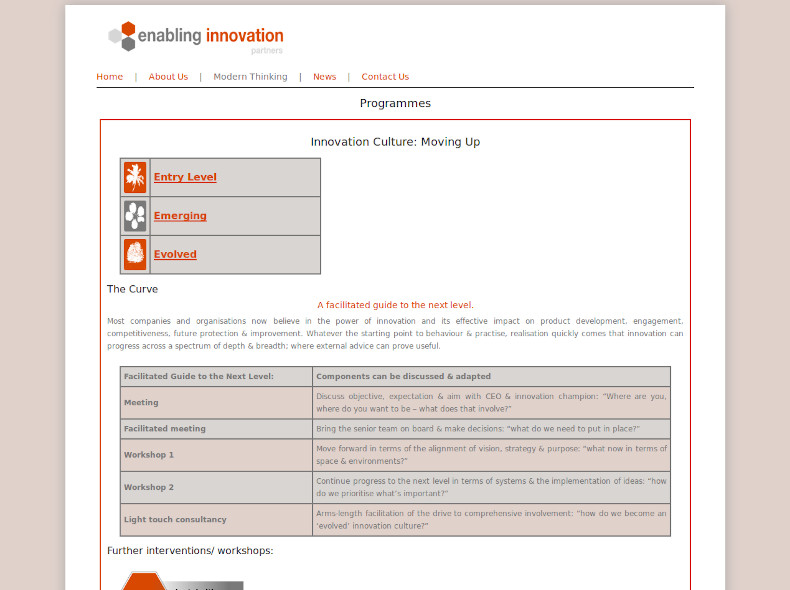 enabling innovation
partners
Home | About Us | Modern Thinking | News | Contact Us
Programmes
Innovation Culture: Moving Up
Entry Level
Emerging
Evolved
The Curve
A facilitated guide to the next level.
Most companies and organisations now believe in the power of innovation and its effective impact on product development, engagement,
competitiveness, future protection & improvement. Whatever the starting point to behaviour & practise, realisation quickly comes that innovation can
progress across a spectrum of depth & breadth; where external advice can prove useful.
Facilitated Guide to the Next Level: Components can be discussed & adapted
Meeting
Discuss objective, expectation & aim with CEO & innovation champion: "Where are you,
where do you want to be – what does that involve?"
Facilitated meeting Bring the senior team on board & make decisions: "what do we need to put in place?"
Workshop 1
Move forward in terms of the alignment of vision, strategy & purpose: "what now in terms of
space & environments?"
Workshop 2
Continue progress to the next level in terms of systems & the implementation of ideas: "how
do we prioritise what's important?"
Light touch consultancy
Arms-length facilitation of the drive to comprehensive involvement: "how do we become an
'evolved' innovation culture?"
Further interventions/ workshops: